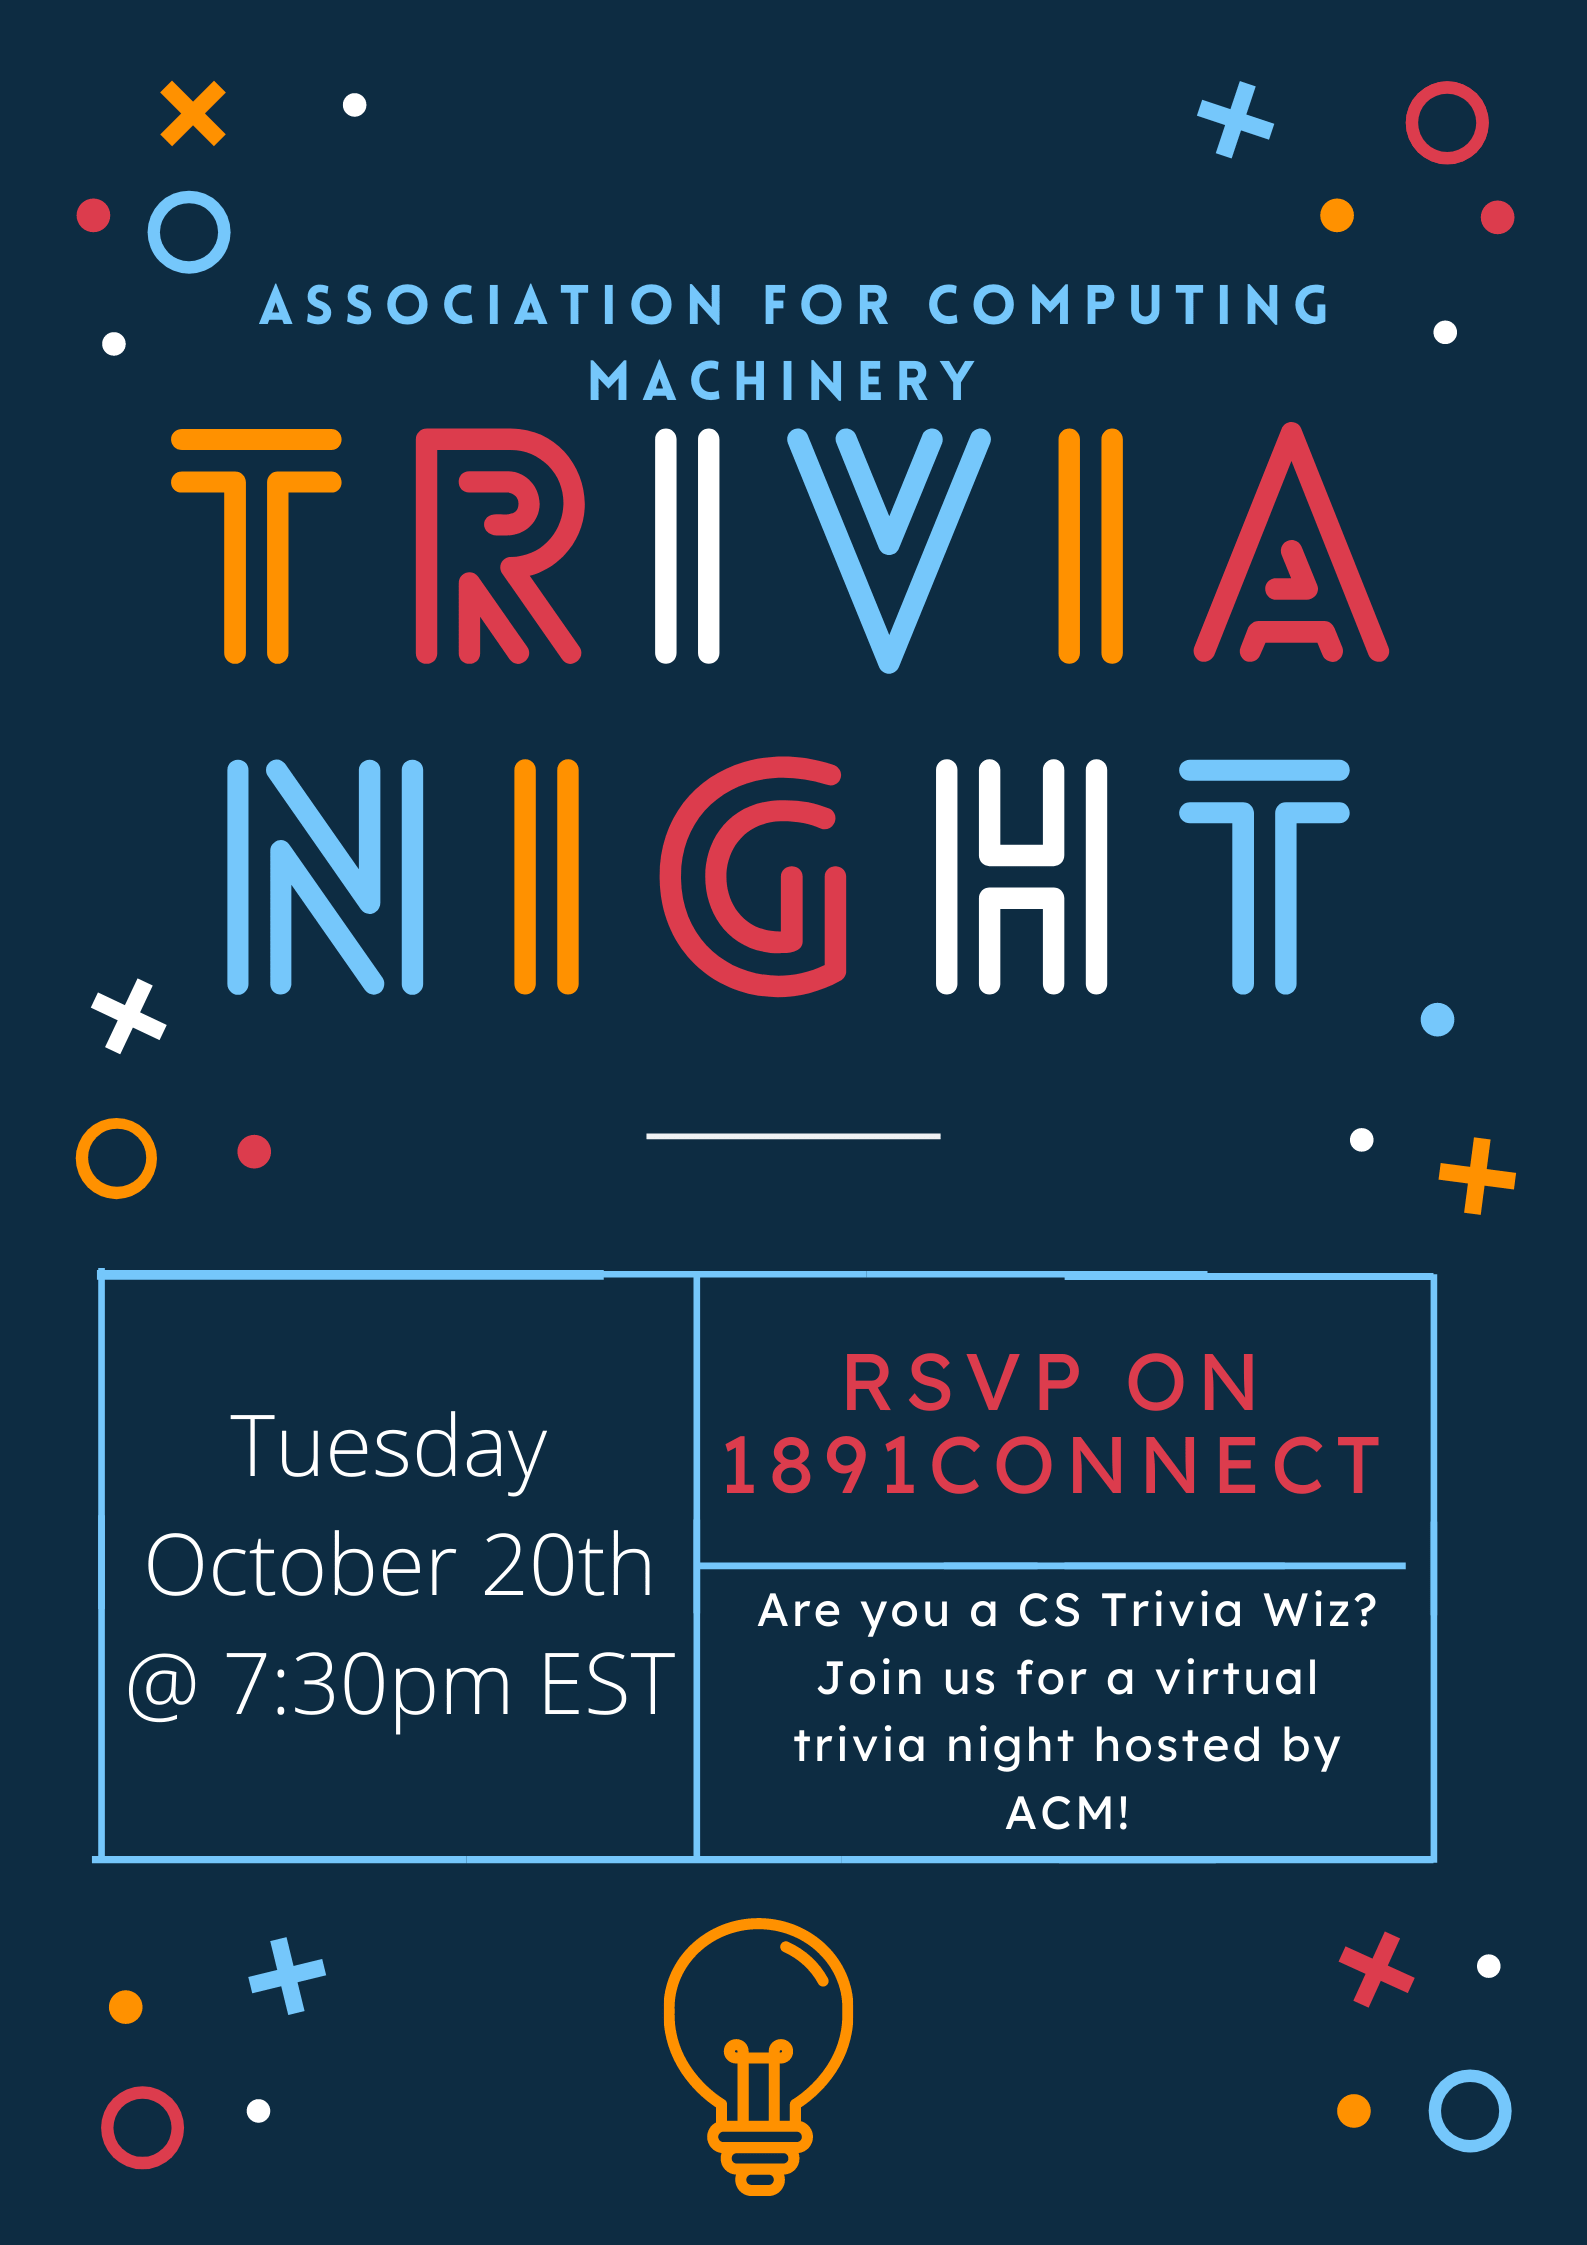 ASSOCIATION FOR COMPUTING
MACHINERY
TRIVIA
NIGHT
Tuesday
October 20th
@ 7:30pm EST
RSVP ON
1891CONNECT
Are you a CS Trivia Wiz?
Join us for a virtual
trivia night hosted by
ACM!